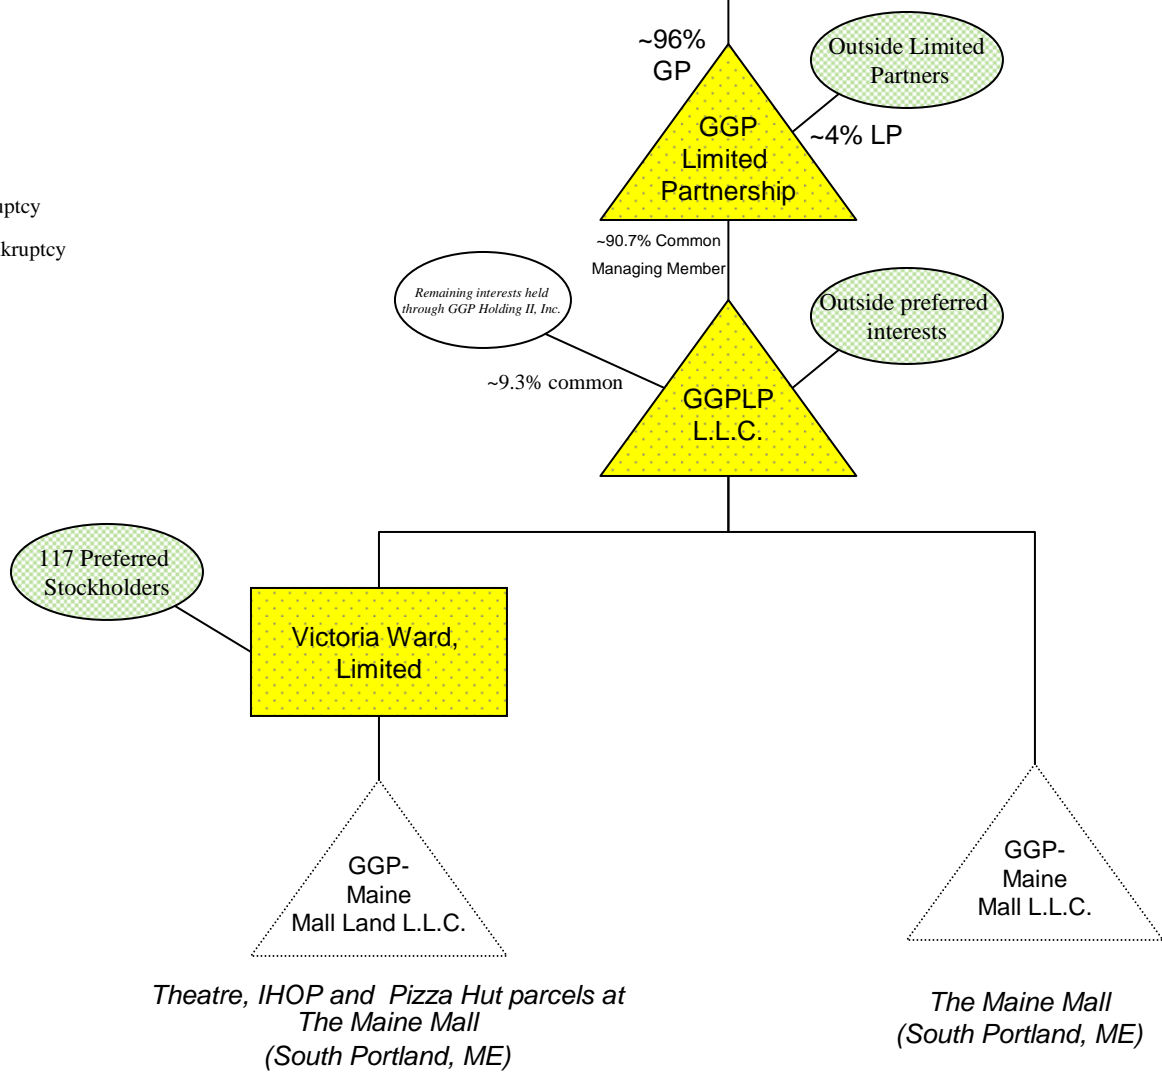 ~96%
GP
Outside Limited
Partners
GGP
Limited
Partnership
~4% LP
~90.7% Common
Managing Member
Remaining interests held
through GGP Holding II, Inc.
Outside preferred
interests
~9.3% common
GGPLP
L.L.C.
117 Preferred
Stockholders
Victoria Ward,
Limited
GGP-
Maine
Mall Land L.L.C.
GGP-
Maine
Mall L.L.C.
Theatre, IHOP and Pizza Hut parcels at
The Maine Mall
(South Portland, ME)
The Maine Mall
(South Portland, ME)